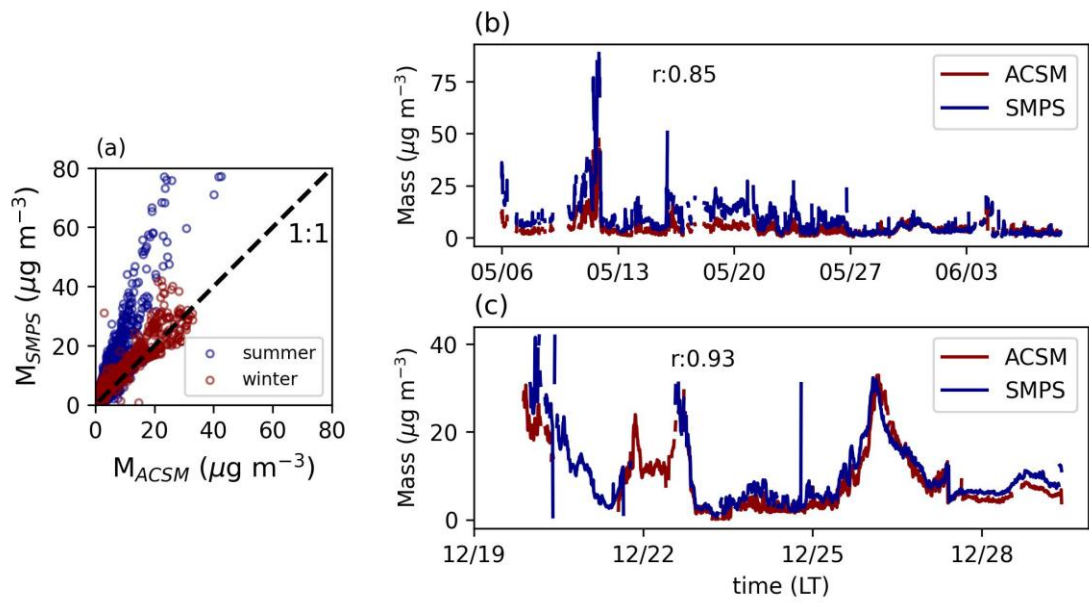 (a)
80
60
40
20
0
M_SMPS (μg m⁻³)
1:1
summer
winter
0 20 40 60 80
M_ACSM (μg m⁻³)
(b)
r:0.85
ACSM
SMPS
75
50
25
0
Mass (μg m⁻³)
05/06 05/13 05/20 05/27 06/03
(c)
r:0.93
ACSM
SMPS
40
20
0
Mass (μg m⁻³)
12/19 12/22 12/25 12/28
time (LT)